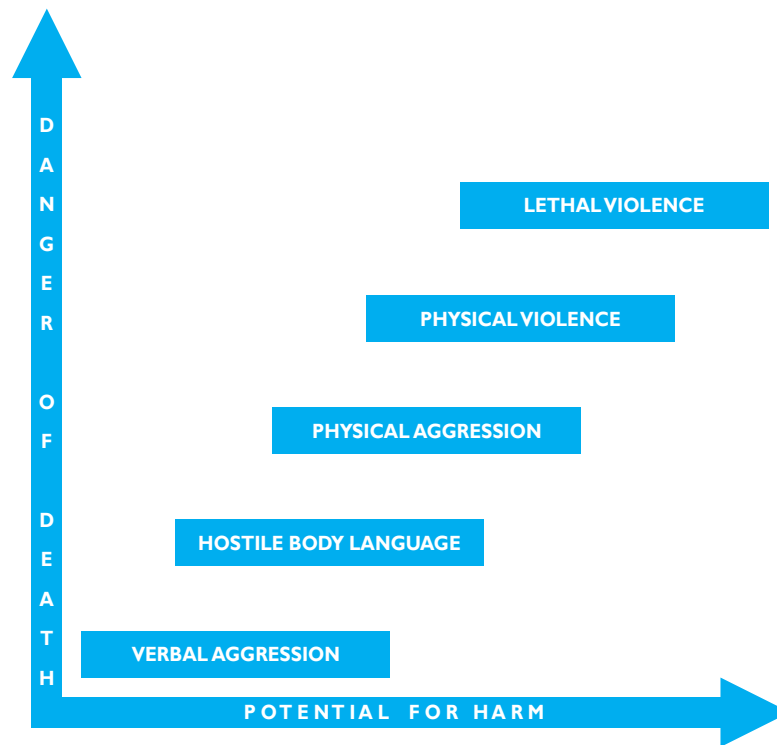 DANGER OF DEATH
LETHAL VIOLENCE
PHYSICAL VIOLENCE
PHYSICAL AGGRESSION
HOSTILE BODY LANGUAGE
VERBAL AGGRESSION
POTENTIAL FOR HARM